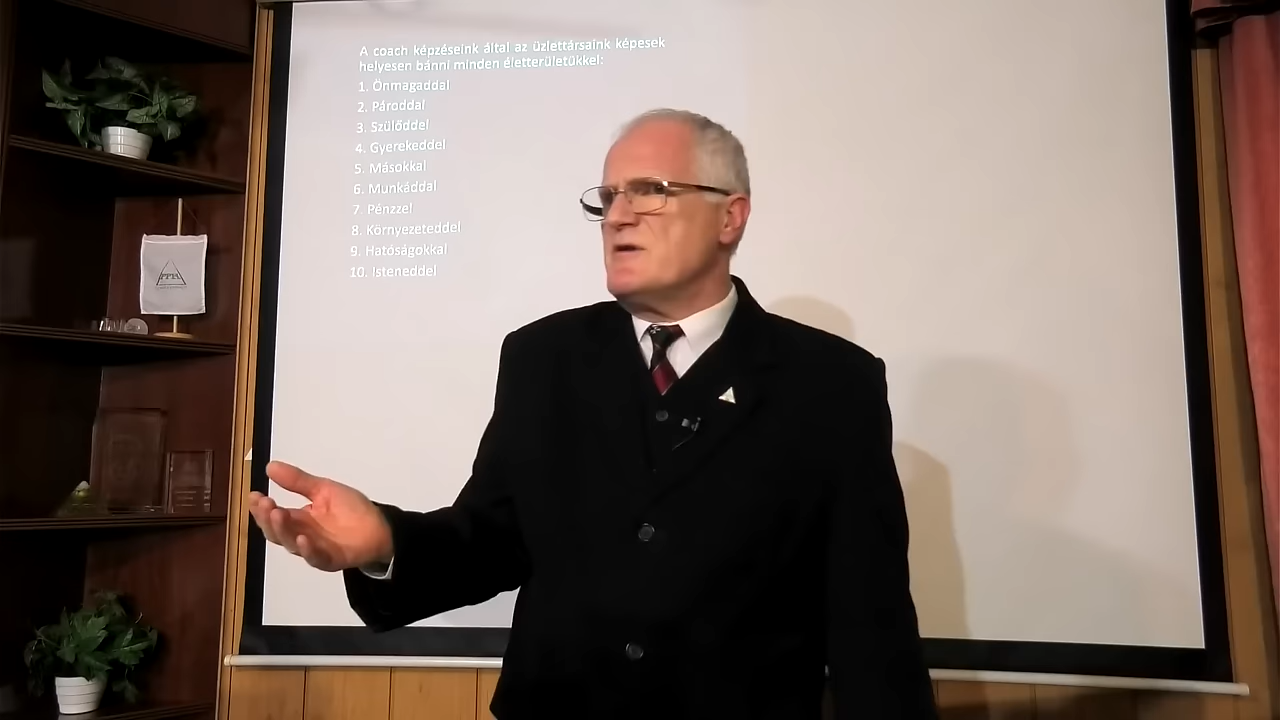 A coach képzéseink által az üzlettársaink képesek
helyesen bánni minden életterületükkel:
1. Önmagaddal
2. Pároddal
3. Szülőddel
4. Gyerekeddel
5. Másokkal
6. Munkáddal
7. Pénzzel
8. Környezeteddel
9. Hatóságokkal
10. Isteneddel